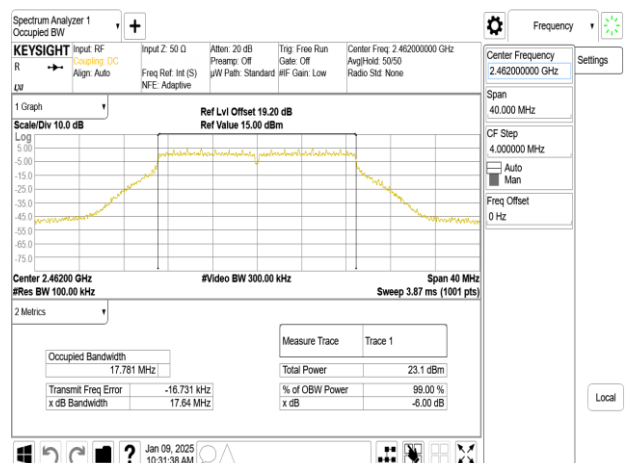 Spectrum Analyzer 1
Occupied BW
Frequency
KEYSIGHT
Input: RF
Coupling: DC
Align: Auto
Input Z: 50 Ω
Freq Ref: Int (S)
NFE: Adaptive
Atten: 20 dB
Preamp: Off
µW Path: Standard
Trig: Free Run
Gate: Off
#IF Gain: Low
Center Freq: 2.462000000 GHz
Avg|Hold: 50/50
Radio Std: None
R
LXI
Center Frequency
2.462000000 GHz
Settings
Span
40.000 MHz
CF Step
4.000000 MHz
Auto
Man
Freq Offset
0 Hz
1 Graph
Scale/Div 10.0 dB
Ref Lvl Offset 19.20 dB
Ref Value 15.00 dBm
Log
5.00
-5.00
-15.0
-25.0
-35.0
-45.0
-55.0
-65.0
-75.0
Center 2.46200 GHz
#Video BW 300.00 kHz
Span 40 MHz
#Res BW 100.00 kHz
Sweep 3.87 ms (1001 pts)
2 Metrics
Occupied Bandwidth
17.781 MHz
Transmit Freq Error -16.731 kHz
x dB Bandwidth 17.64 MHz
Measure Trace Trace 1
Total Power 23.1 dBm
% of OBW Power 99.00 %
x dB -6.00 dB
Local
?
Jan 09, 2025
10:31:38 AM